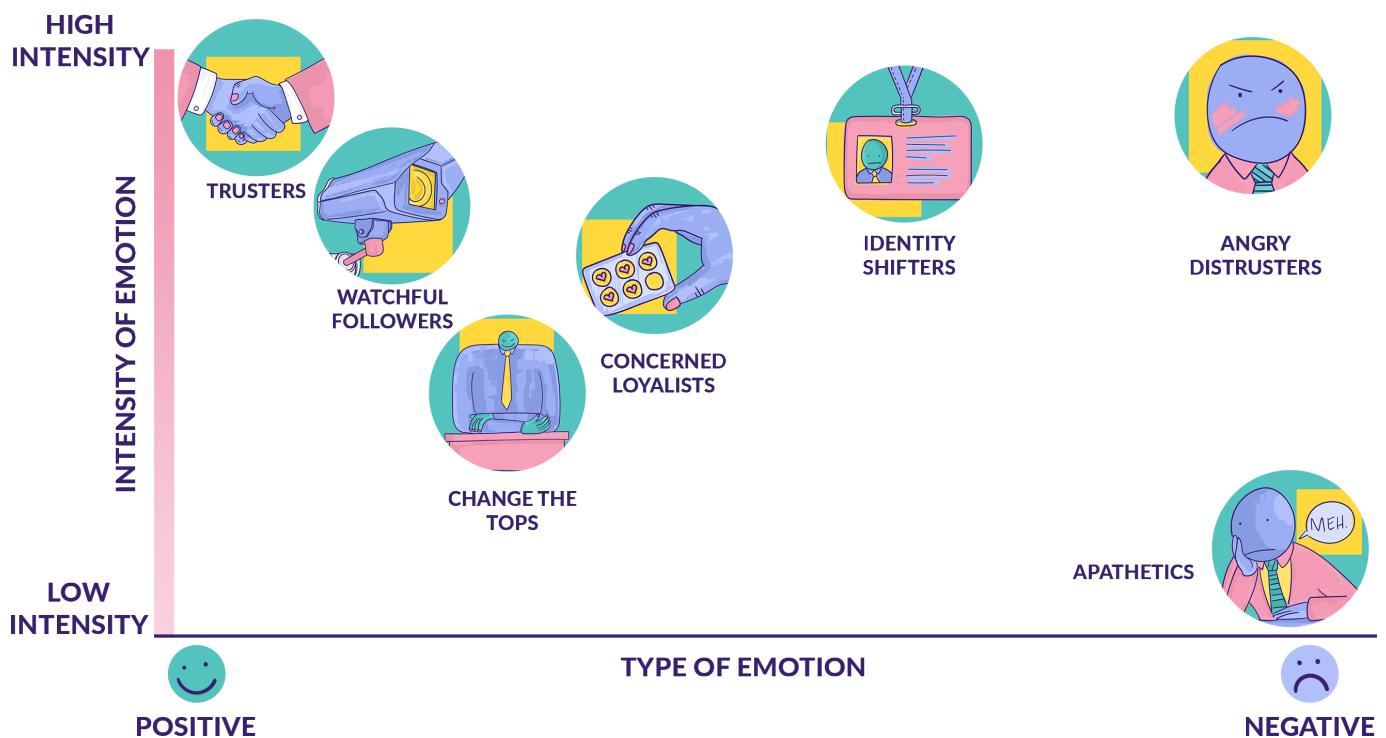 HIGH
INTENSITY
TRUSTERS
WATCHFUL
FOLLOWERS
CHANGE THE
TOPS
CONCERNED
LOYALISTS
IDENTITY
SHIFTERS
ANGRY
DISTRUSTERS
MEH.
APATHETICS
INTENSITY OF EMOTION
LOW
INTENSITY
TYPE OF EMOTION
POSITIVE
NEGATIVE